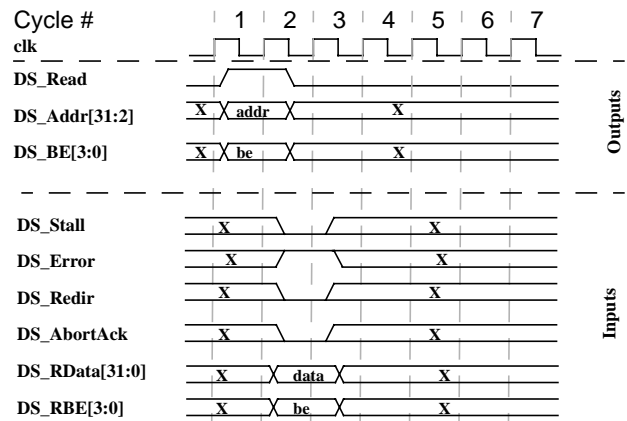 Cycle # 1 2 3 4 5 6 7
clk
DS_Read
DS_Addr[31:2] X addr X
DS_BE[3:0] X be X
Outputs
DS_Stall X X
DS_Error X X
DS_Redir X X
DS_AbortAck X X
DS_RData[31:0] X data X
DS_RBE[3:0] X be X
Inputs